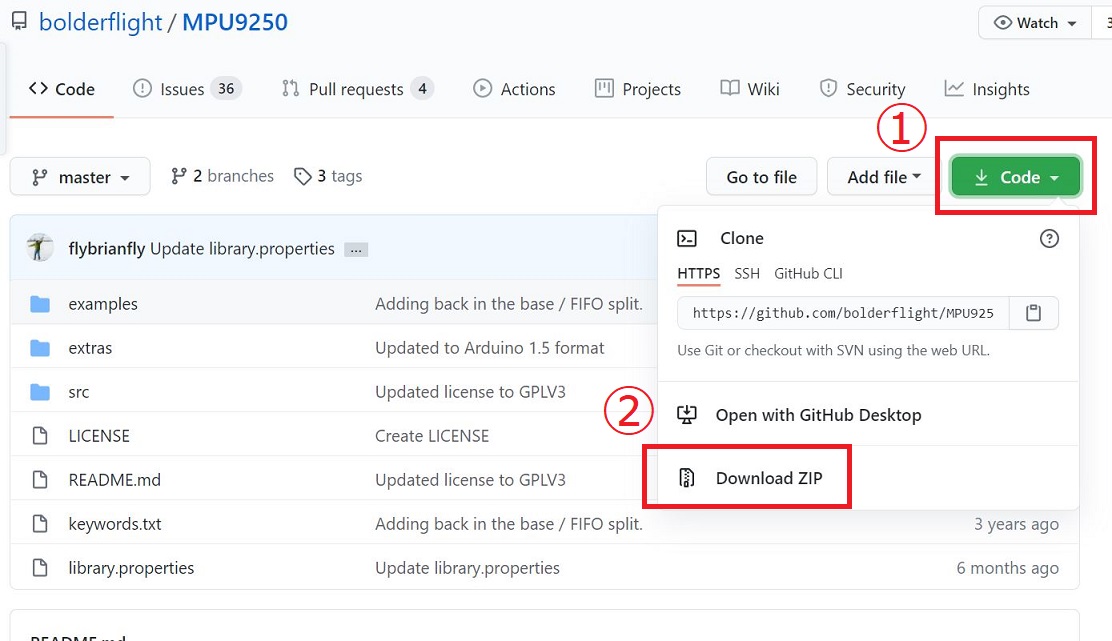 bolderflight / MPU9250
Watch
Code Issues 36 Pull requests 4 Actions Projects Wiki Security Insights
①
master 2 branches 3 tags Go to file Add file Code
flybrianfly Update library.properties ...
Clone
HTTPS SSH GitHub CLI
https://github.com/bolderflight/MPU925
Use Git or checkout with SVN using the web URL.
②
Open with GitHub Desktop
Download ZIP
examples Adding back in the base / FIFO split.
extras Updated to Arduino 1.5 format
src Updated license to GPLV3
LICENSE Create LICENSE
README.md Updated license to GPLV3
keywords.txt Adding back in the base / FIFO split. 3 years ago
library.properties Update library.properties 6 months ago
README.md